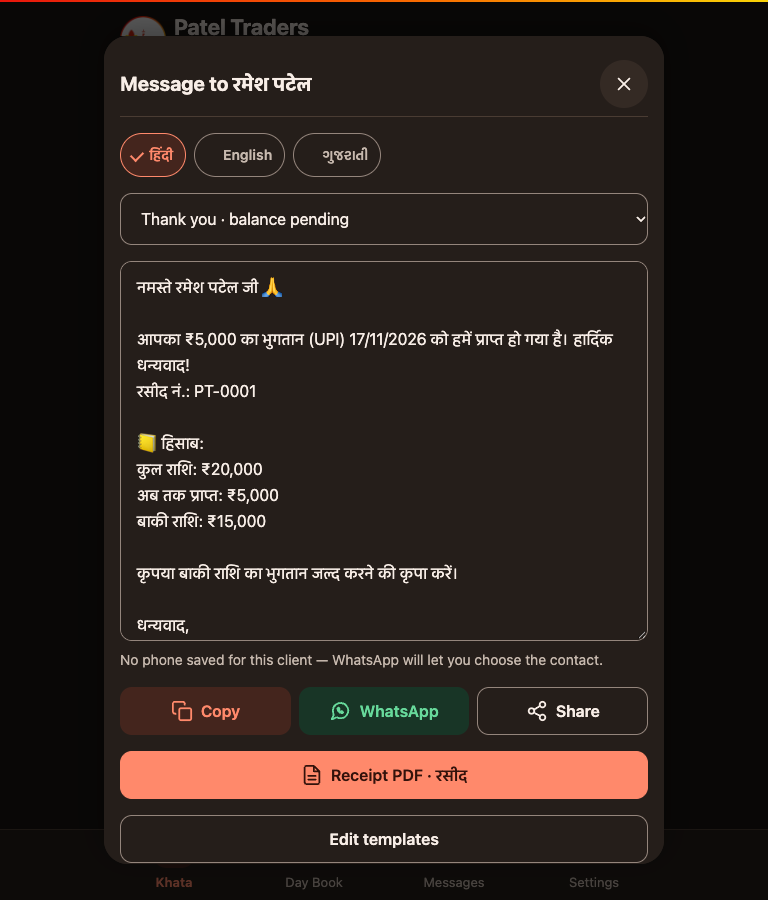 Patel Traders
Message to रमेश पटेल
हिंदी
English
ગુજરાતી
Thank you · balance pending
नमस्ते रमेश पटेल जी 🙏
आपका ₹5,000 का भुगतान (UPI) 17/11/2026 को हमें प्राप्त हो गया है। हार्दिक
धन्यवाद!
रसीद नं.: PT-0001
📒 हिसाब:
कुल राशि: ₹20,000
अब तक प्राप्त: ₹5,000
बाकी राशि: ₹15,000
कृपया बाकी राशि का भुगतान जल्द करने की कृपा करें।
धन्यवाद,
No phone saved for this client — WhatsApp will let you choose the contact.
Copy
WhatsApp
Share
Receipt PDF · रसीद
Edit templates
Khata
Day Book
Messages
Settings